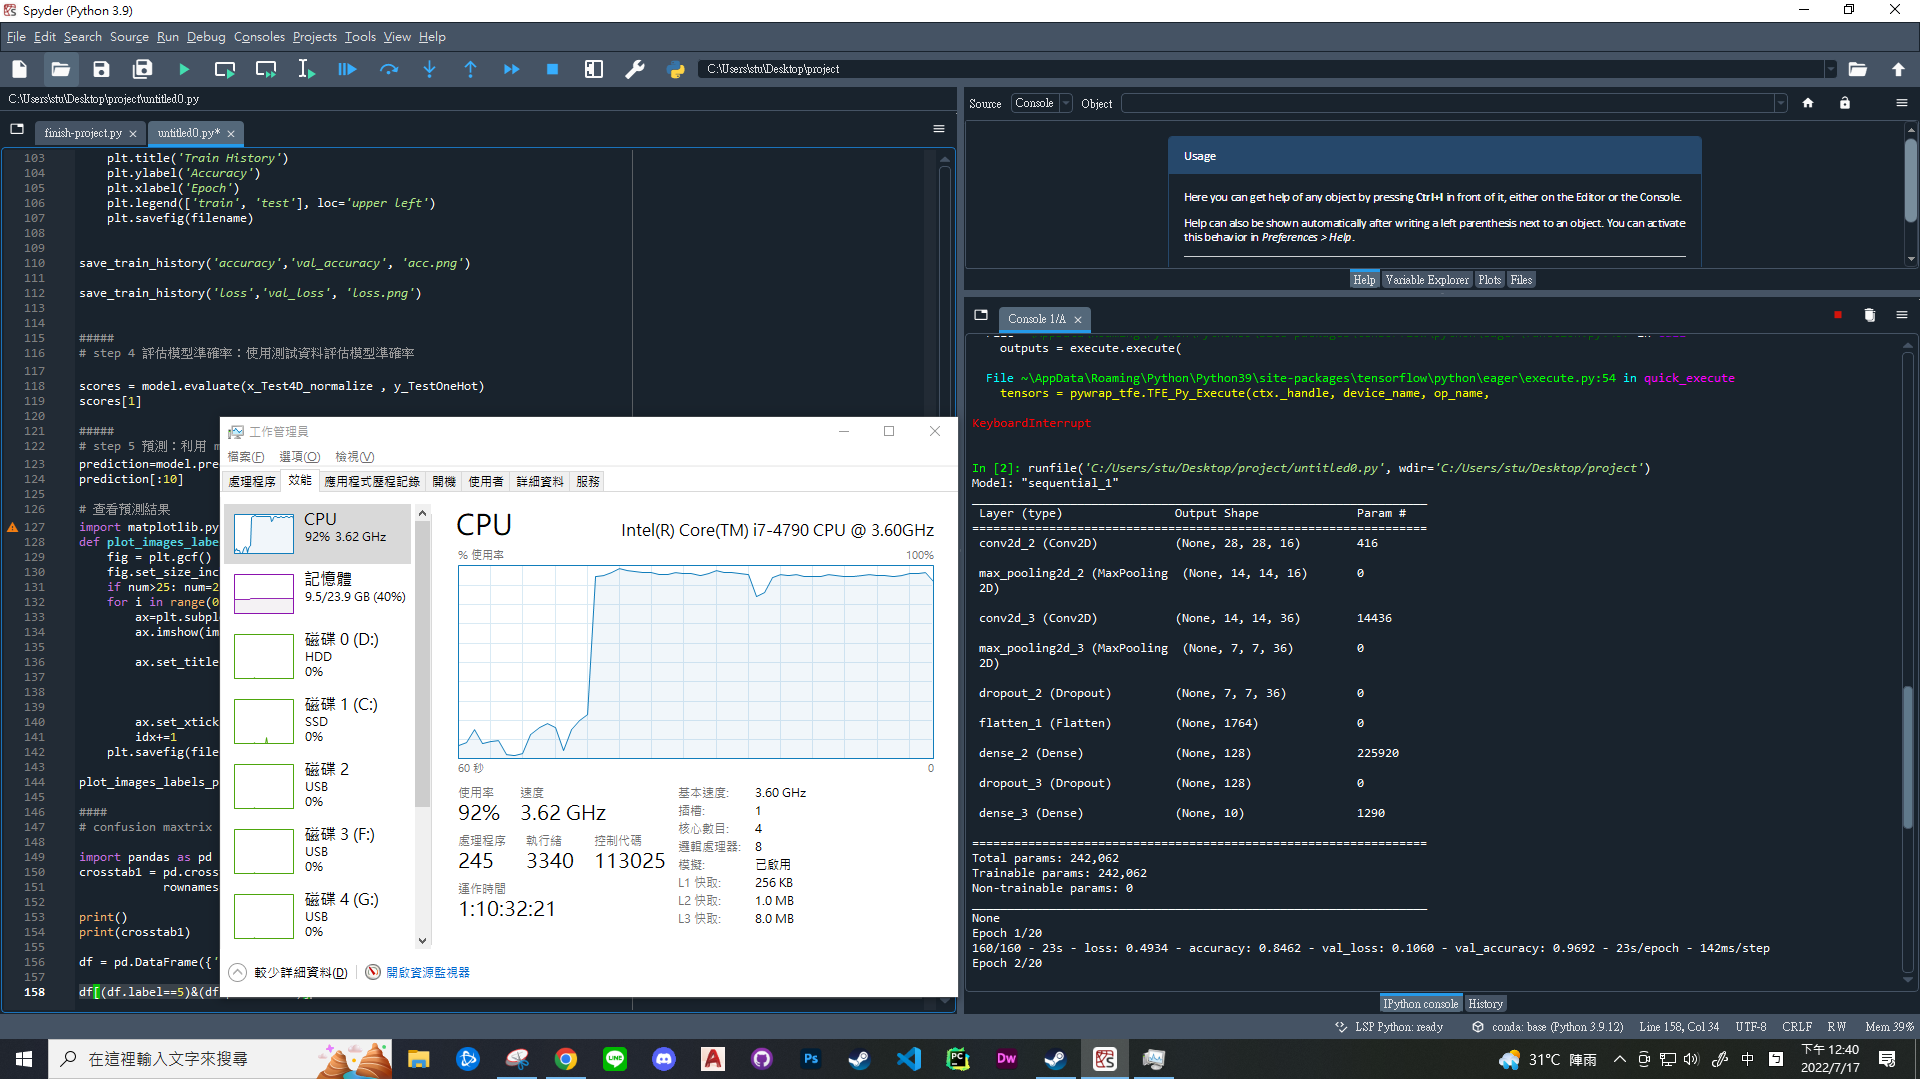 Spyder (Python 3.9)
File Edit Search Source Run Debug Consoles Projects Tools View Help
C:\Users\stu\Desktop\project
C:\Users\stu\Desktop\project\untitled0.py
finish-project.py
untitled0.py*
103 plt.title('Train History')
104 plt.ylabel('Accuracy')
105 plt.xlabel('Epoch')
106 plt.legend(['train', 'test'], loc='upper left')
107 plt.savefig(filename)
108
109
110 save_train_history('accuracy','val_accuracy', 'acc.png')
111
112 save_train_history('loss','val_loss', 'loss.png')
113
114
115 #####
116 # step 4 評估模型準確率：使用測試資料評估模型準確率
117
118 scores = model.evaluate(x_Test4D_normalize , y_TestOneHot)
119 scores[1]
120
121 #####
122 # step 5 預測：利用 m
123 prediction=model.pre
124 prediction[:10]
125
126 # 查看預測結果
127 import matplotlib.py
128 def plot_images_labe
129 fig = plt.gcf()
130 fig.set_size_inc
131 if num>25: num=2
132 for i in range(0
133 ax=plt.subpl
134 ax.imshow(im
135
136 ax.set_title
137
138
139
140 ax.set_xtick
141 idx+=1
142 plt.savefig(file
143
144 plot_images_labels_p
145
146 ####
147 # confusion maxtrix
148
149 import pandas as pd
150 crosstab1 = pd.cross
151 rownames
152
153 print()
154 print(crosstab1)
155
156 df = pd.DataFrame({'
157
158 df[(df.label==5)&(df
工作管理員
檔案(F) 選項(O) 檢視(V)
處理程序 效能 應用程式歷程記錄 開機 使用者 詳細資料 服務
CPU
92% 3.62 GHz
記憶體
9.5/23.9 GB (40%)
磁碟 0 (D:)
HDD
0%
磁碟 1 (C:)
SSD
0%
磁碟 2
USB
0%
磁碟 3 (F:)
USB
0%
磁碟 4 (G:)
USB
0%
CPU
Intel(R) Core(TM) i7-4790 CPU @ 3.60GHz
% 使用率 100%
60 秒 0
使用率 速度
92% 3.62 GHz
處理程序 執行緒 控制代碼
245 3340 113025
運作時間
1:10:32:21
基本速度: 3.60 GHz
插槽: 1
核心數目: 4
邏輯處理器: 8
模擬: 已啟用
L1 快取: 256 KB
L2 快取: 1.0 MB
L3 快取: 8.0 MB
較少詳細資料(D) 開啟資源監視器
Source Console Object
Usage
Here you can get help of any object by pressing Ctrl+I in front of it, either on the Editor or the Console.
Help can also be shown automatically after writing a left parenthesis next to an object. You can activate
this behavior in Preferences > Help.
Help Variable Explorer Plots Files
Console 1/A
outputs = execute.execute(
File ~\AppData\Roaming\Python\Python39\site-packages\tensorflow\python\eager\execute.py:54 in quick_execute
tensors = pywrap_tfe.TFE_Py_Execute(ctx._handle, device_name, op_name,
KeyboardInterrupt
In [2]: runfile('C:/Users/stu/Desktop/project/untitled0.py', wdir='C:/Users/stu/Desktop/project')
Model: "sequential_1"
_________________________________________________________________
Layer (type) Output Shape Param #
=================================================================
conv2d_2 (Conv2D) (None, 28, 28, 16) 416
max_pooling2d_2 (MaxPooling (None, 14, 14, 16) 0
2D)
conv2d_3 (Conv2D) (None, 14, 14, 36) 14436
max_pooling2d_3 (MaxPooling (None, 7, 7, 36) 0
2D)
dropout_2 (Dropout) (None, 7, 7, 36) 0
flatten_1 (Flatten) (None, 1764) 0
dense_2 (Dense) (None, 128) 225920
dropout_3 (Dropout) (None, 128) 0
dense_3 (Dense) (None, 10) 1290
=================================================================
Total params: 242,062
Trainable params: 242,062
Non-trainable params: 0
_________________________________________________________________
None
Epoch 1/20
160/160 - 23s - loss: 0.4934 - accuracy: 0.8462 - val_loss: 0.1060 - val_accuracy: 0.9692 - 23s/epoch - 142ms/step
Epoch 2/20
IPython console History
LSP Python: ready conda: base (Python 3.9.12) Line 158, Col 34 UTF-8 CRLF RW Mem 39%
在這裡輸入文字來搜尋
31°C 陣雨
中
下午 12:40
2022/7/17